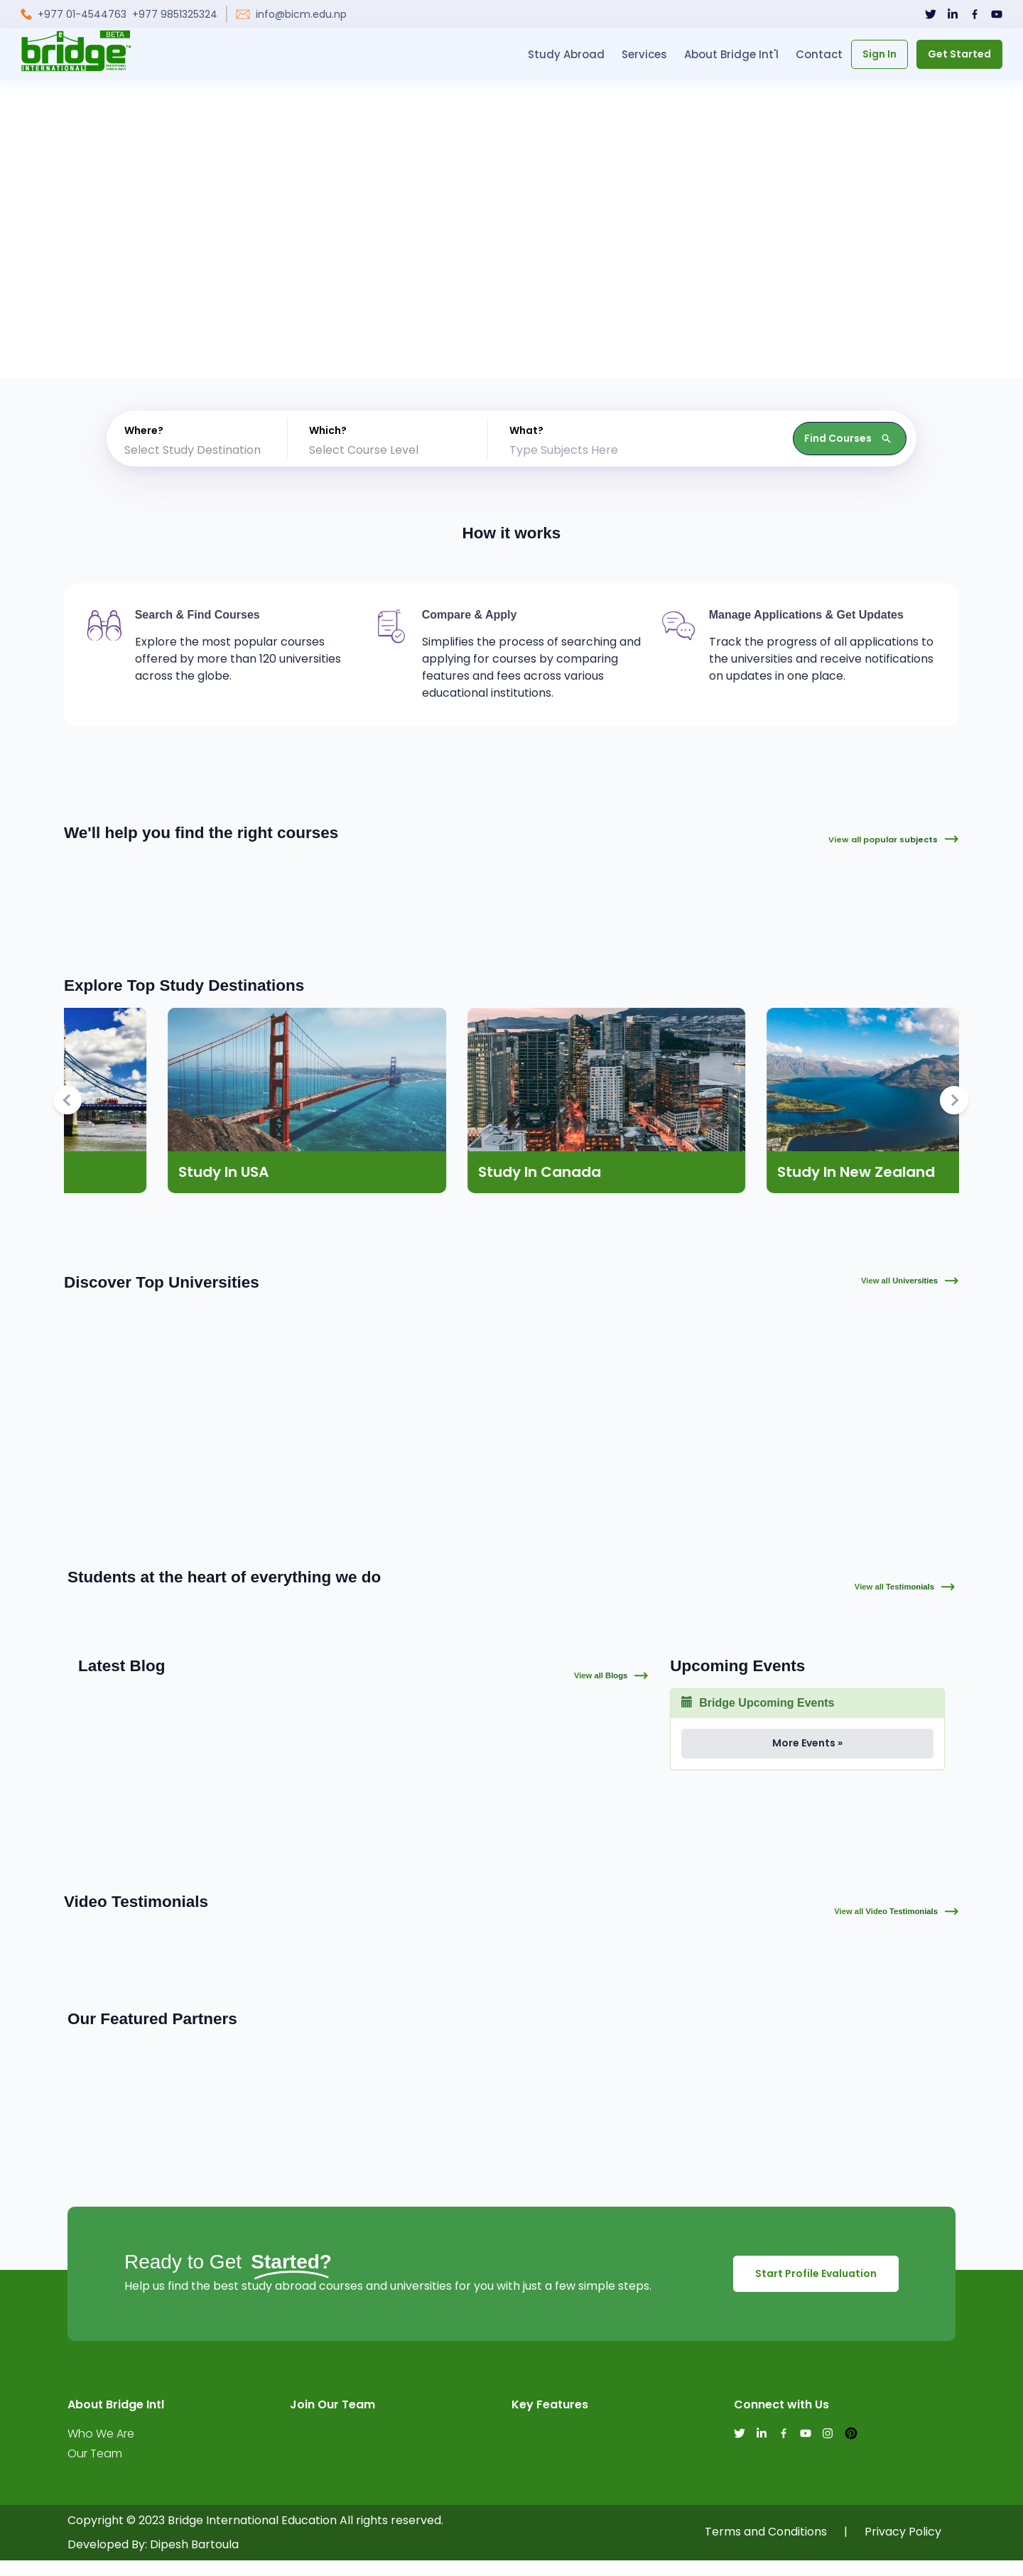 +977 01-4544763 +977 9851325324 info@bicm.edu.np
BETA
bridge
INTERNATIONAL
Study Abroad Services About Bridge Int'l Contact Sign In Get Started
Where? Which? What?
Select Study Destination Select Course Level Type Subjects Here Find Courses
How it works
Search & Find Courses
Explore the most popular courses
offered by more than 120 universities
across the globe.
Compare & Apply
Simplifies the process of searching and
applying for courses by comparing
features and fees across various
educational institutions.
Manage Applications & Get Updates
Track the progress of all applications to
the universities and receive notifications
on updates in one place.
We'll help you find the right courses
View all popular subjects
Explore Top Study Destinations
Study In USA
Study In Canada
Study In New Zealand
Discover Top Universities
View all Universities
Students at the heart of everything we do
View all Testimonials
Latest Blog
View all Blogs
Upcoming Events
Bridge Upcoming Events
More Events »
Video Testimonials
View all Video Testimonials
Our Featured Partners
Ready to Get Started?
Help us find the best study abroad courses and universities for you with just a few simple steps.
Start Profile Evaluation
About Bridge Intl
Who We Are
Our Team
Join Our Team
Key Features
Connect with Us
Copyright © 2023 Bridge International Education All rights reserved.
Developed By: Dipesh Bartoula
Terms and Conditions | Privacy Policy